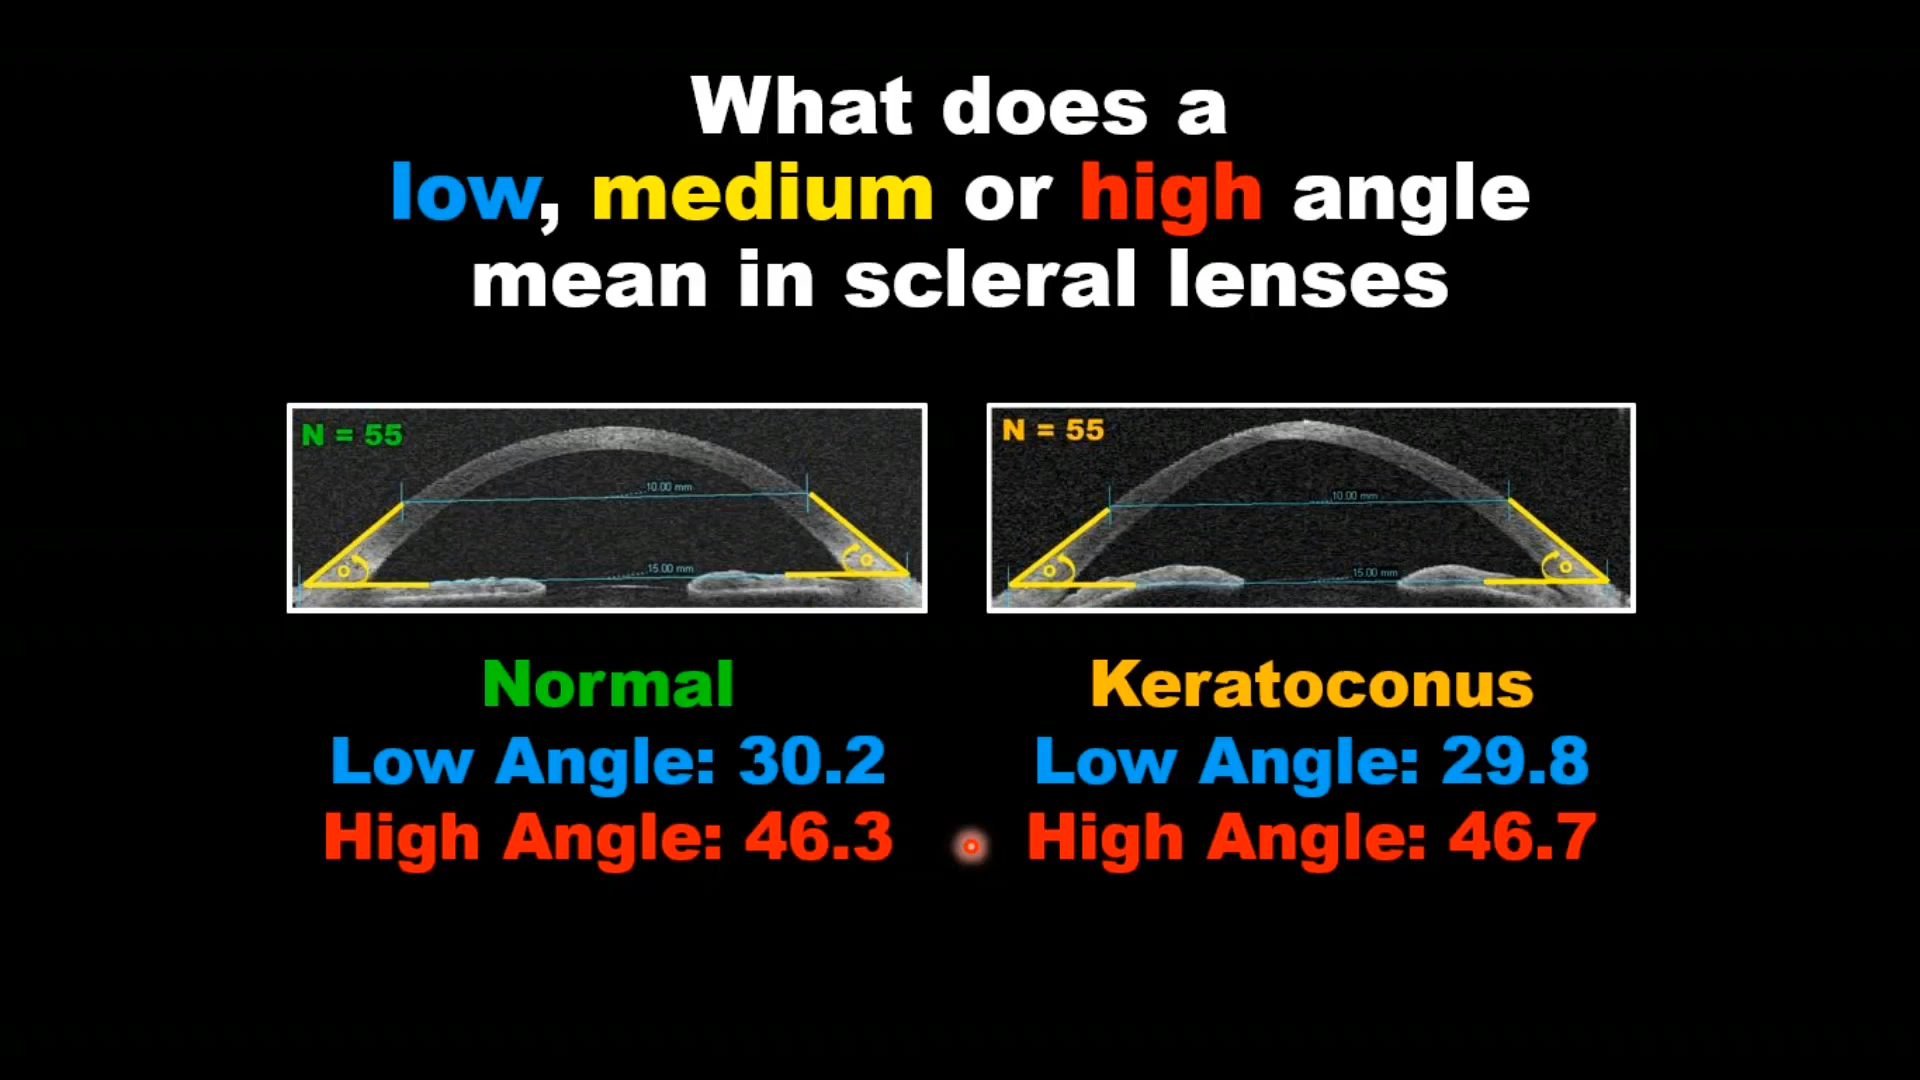 What does a
low, medium or high angle
mean in scleral lenses
N = 55
10.00 mm
15.00 mm
N = 55
10.00 mm
15.00 mm
Normal
Low Angle: 30.2
High Angle: 46.3
Keratoconus
Low Angle: 29.8
High Angle: 46.7